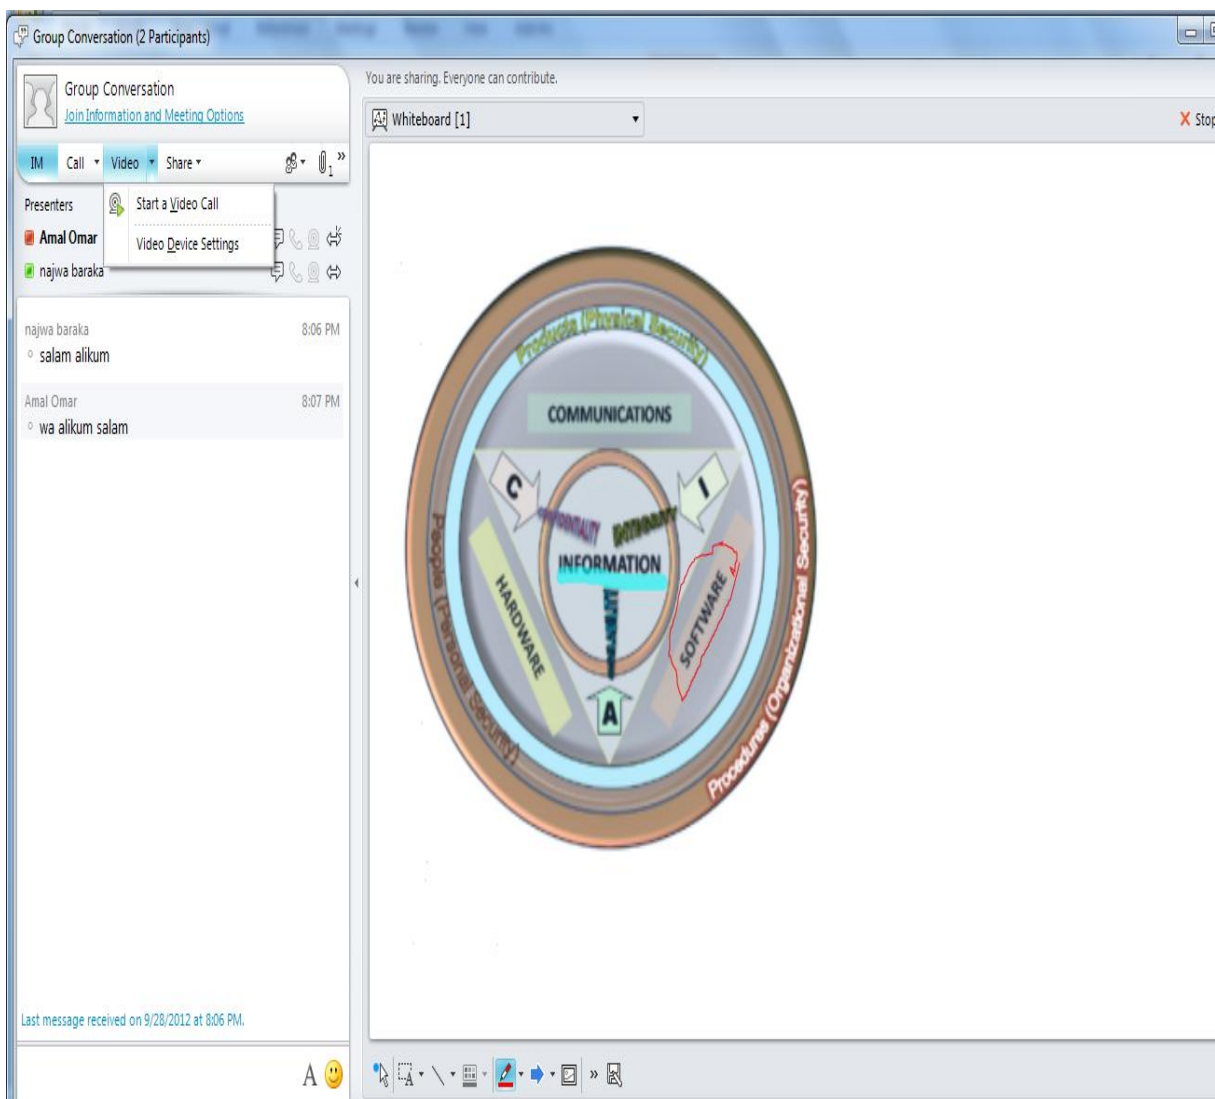 Group Conversation (2 Participants)
Group Conversation
Join Information and Meeting Options
IM Call Video Share 1 »
Start a Video Call
Video Device Settings
Presenters
Amal Omar
najwa baraka
najwa baraka 8:06 PM
salam alikum
Amal Omar 8:07 PM
wa alikum salam
Last message received on 9/28/2012 at 8:06 PM.
A
You are sharing. Everyone can contribute.
Whiteboard [1]
X Stop
Products (Physical Security)
COMMUNICATIONS
C
I
INTEGRITY
INFORMATION
HARDWARE
SOFTWARE
A
People (Personal Security)
Procedures (Organizational Security)
A »